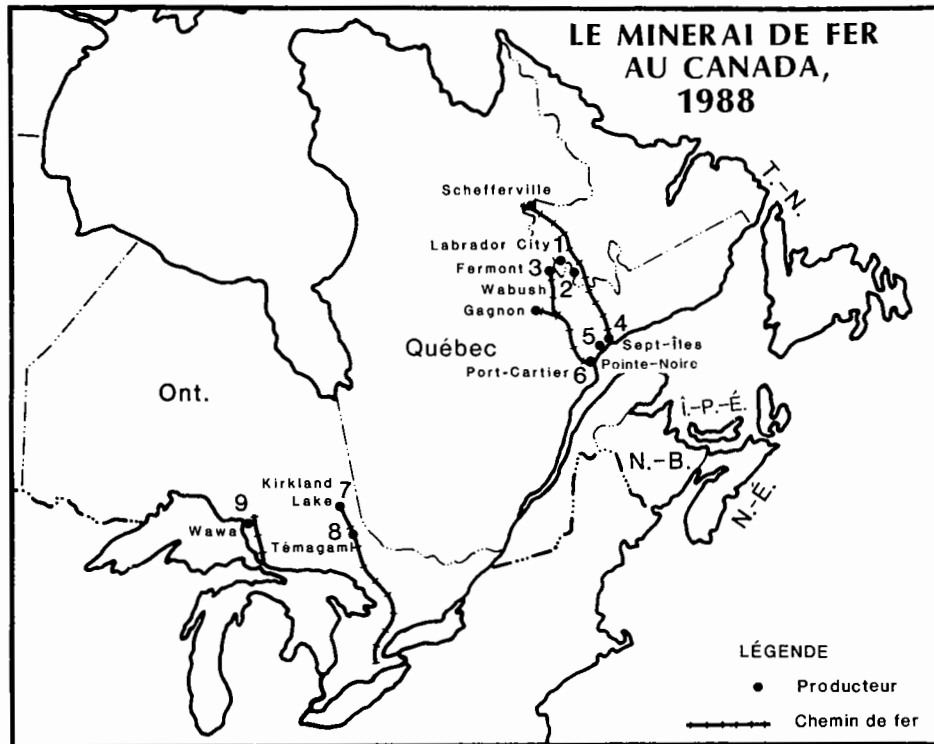 LE MINERAI DE FER
AU CANADA,
1988
T.-N.
Schefferville
Labrador City 1
Fermont 3
Wabush 2
Gagnon
4
5
Sept-Îles
Québec
Port-Cartier
6
Pointe-Noire
Ont.
Î.-P.-É.
N.-B.
N.-É.
Kirkland
Lake
7
9
Wawa
8
Témagami
LÉGENDE
Producteur
Chemin de fer